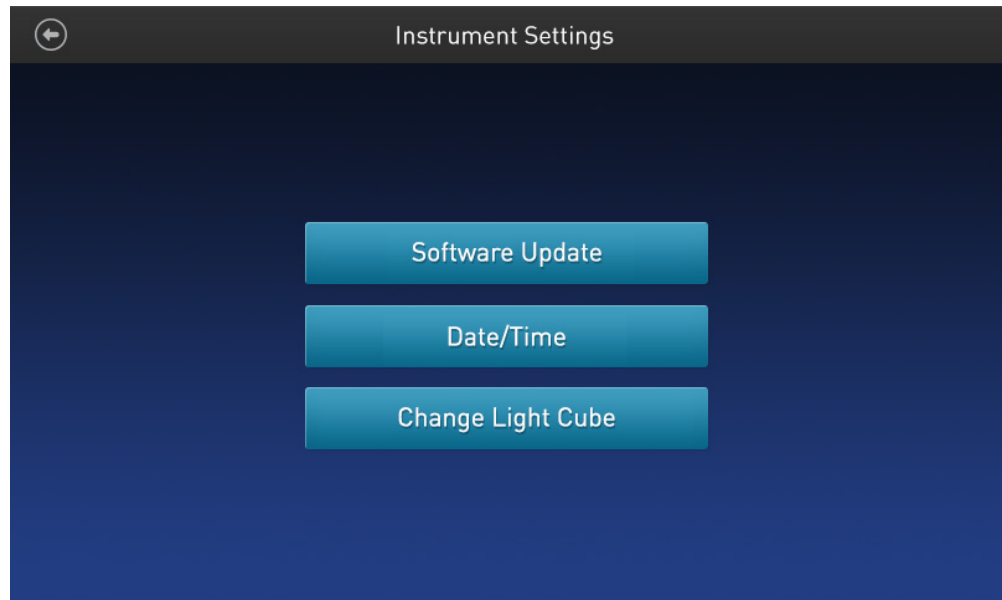 Instrument Settings
Software Update
Date/Time
Change Light Cube